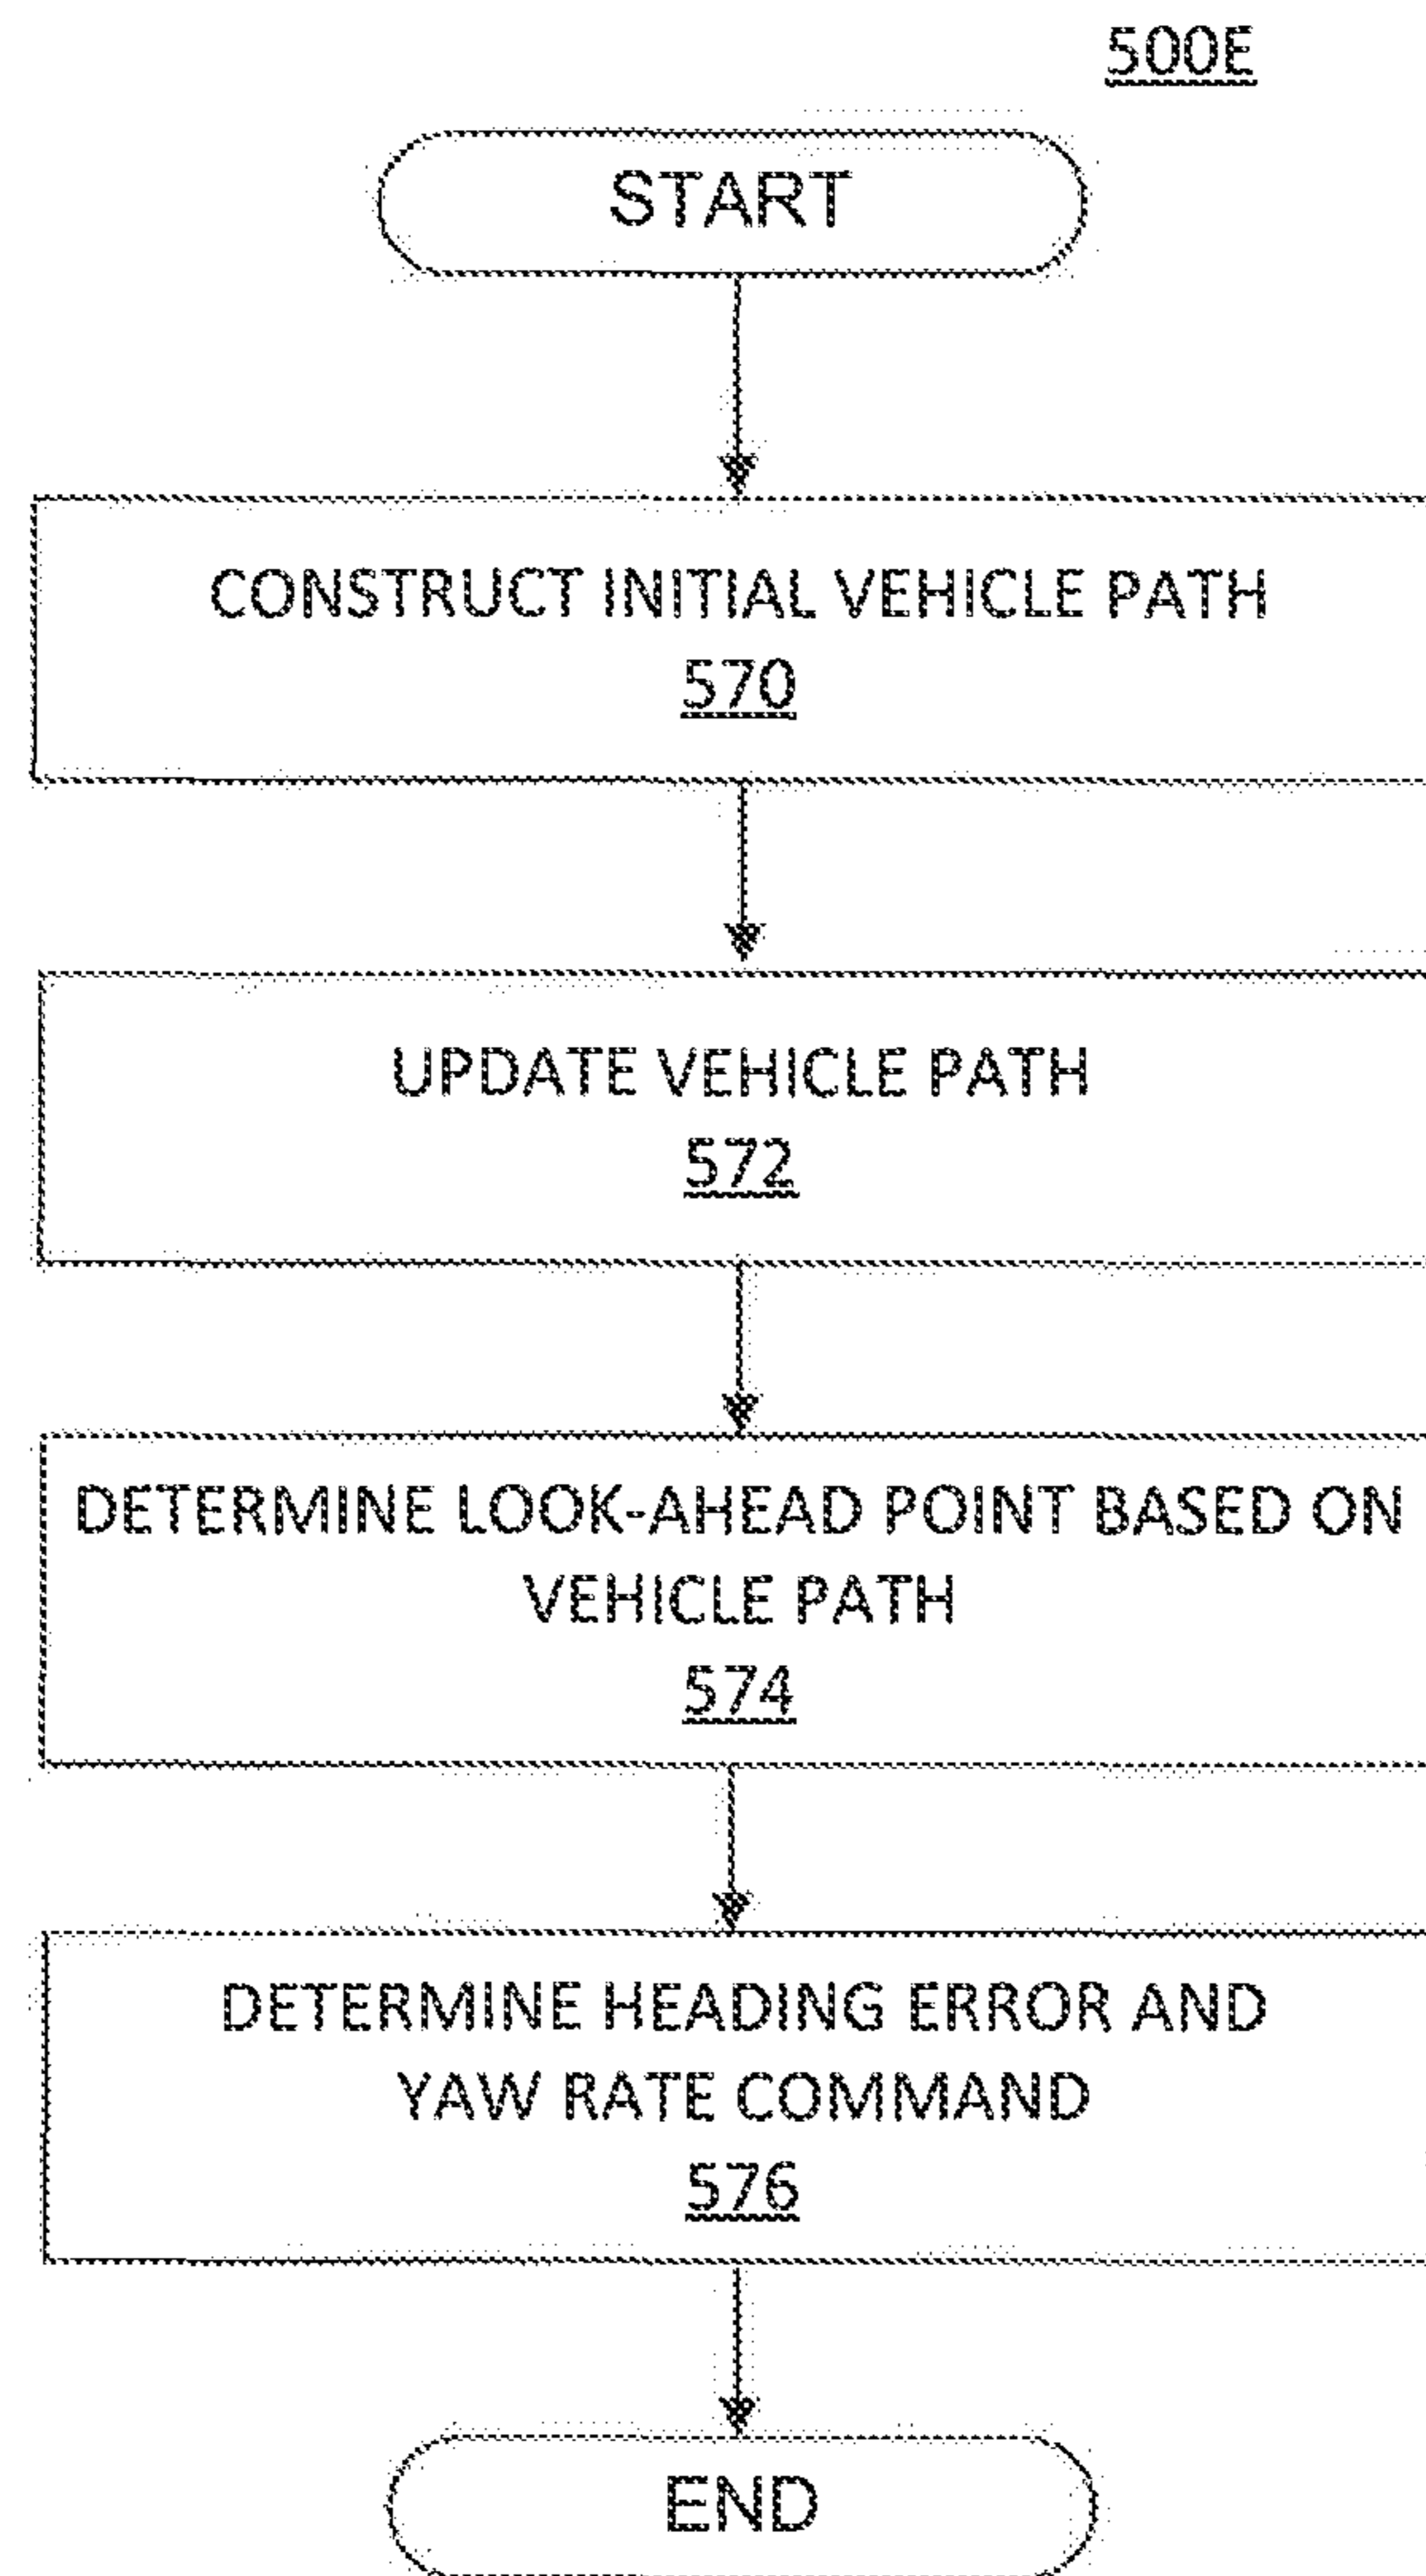 500E
START
CONSTRUCT INITIAL VEHICLE PATH
570
UPDATE VEHICLE PATH
572
DETERMINE LOOK-AHEAD POINT BASED ON
VEHICLE PATH
574
DETERMINE HEADING ERROR AND
YAW RATE COMMAND
576
END